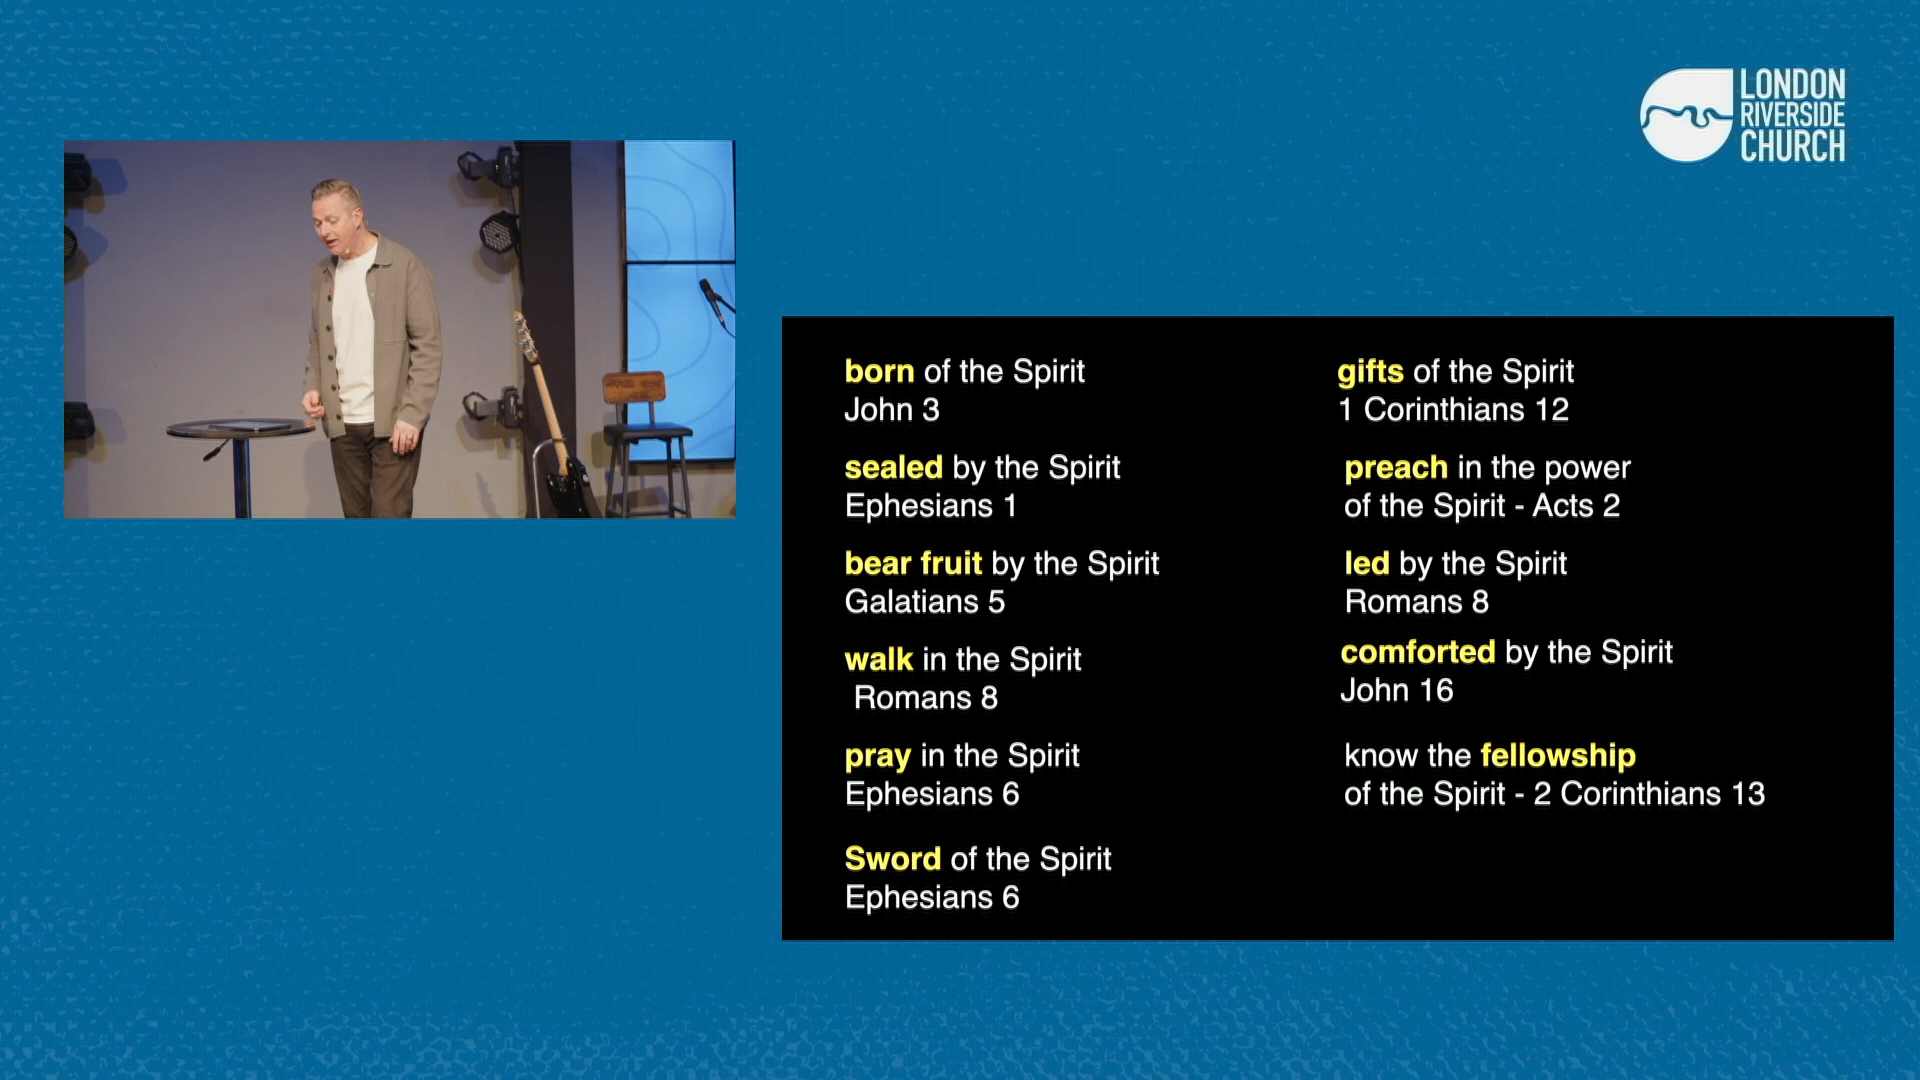 LONDON
RIVERSIDE
CHURCH
born of the Spirit
John 3
sealed by the Spirit
Ephesians 1
bear fruit by the Spirit
Galatians 5
walk in the Spirit
Romans 8
pray in the Spirit
Ephesians 6
Sword of the Spirit
Ephesians 6
gifts of the Spirit
1 Corinthians 12
preach in the power
of the Spirit - Acts 2
led by the Spirit
Romans 8
comforted by the Spirit
John 16
know the fellowship
of the Spirit - 2 Corinthians 13